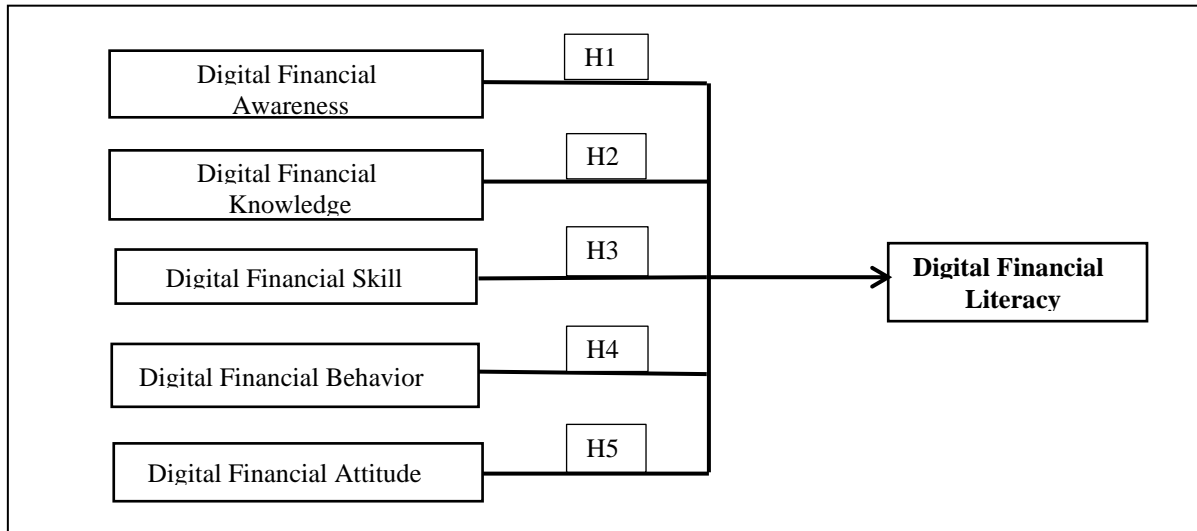 H1
Digital Financial
Awareness
H2
Digital Financial
Knowledge
H3
Digital Financial Skill
Digital Financial
Literacy
H4
Digital Financial Behavior
H5
Digital Financial Attitude